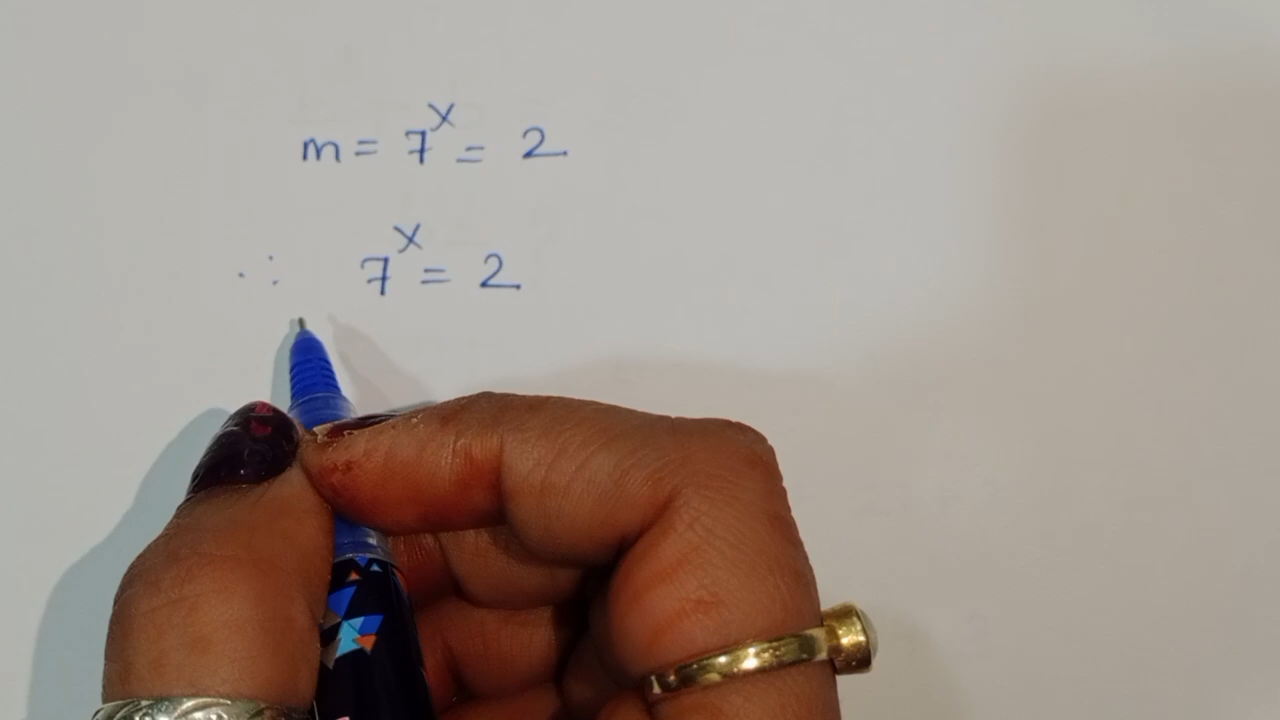 m = 7^x = 2
∴ 7^x = 2